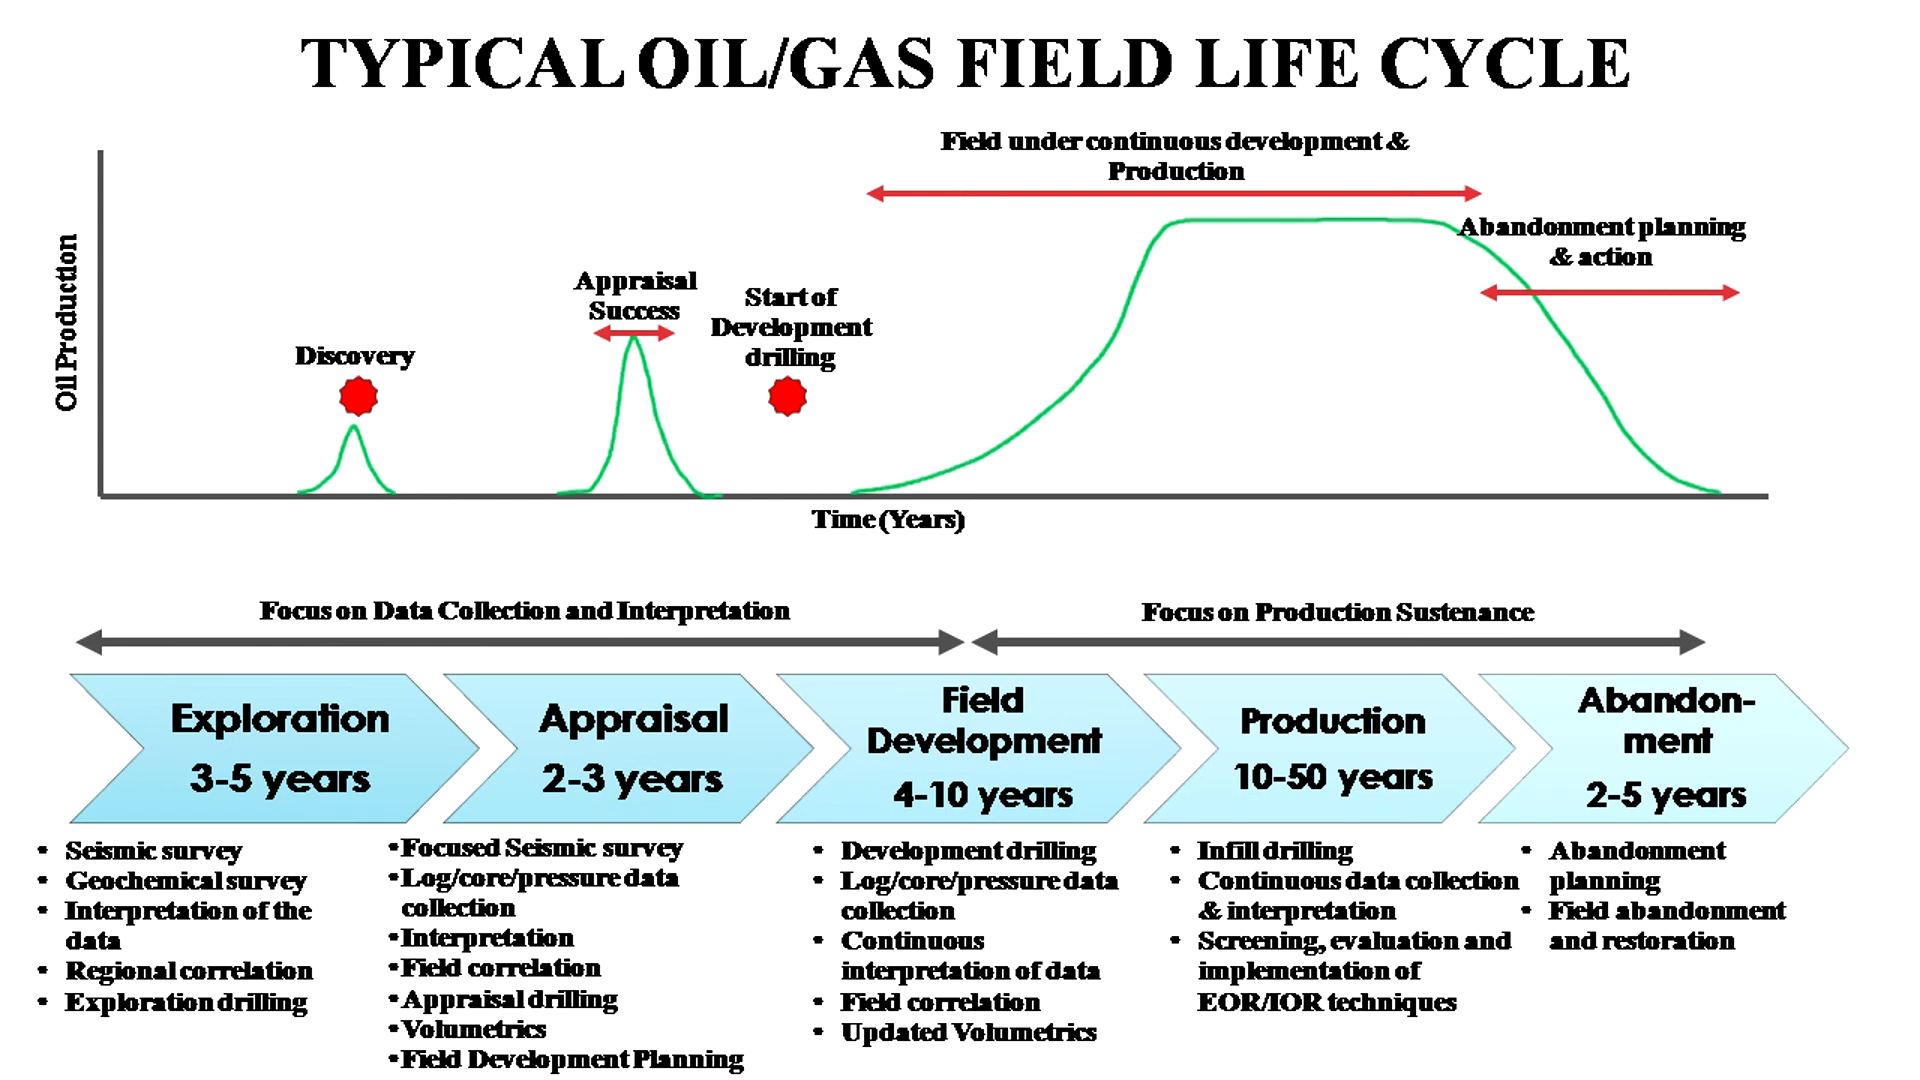 TYPICAL OIL/GAS FIELD LIFE CYCLE
Field under continuous development &
Production
Abandonment planning
& action
Appraisal
Success
Start of
Development
drilling
Discovery
Oil Production
Time (Years)
Focus on Data Collection and Interpretation
Focus on Production Sustenance
Exploration
3-5 years
Appraisal
2-3 years
Field
Development
4-10 years
Production
10-50 years
Abandon-
ment
2-5 years
• Seismic survey
• Geochemical survey
• Interpretation of the
data
• Regional correlation
• Exploration drilling
• Focused Seismic survey
• Log/core/pressure data
collection
• Interpretation
• Field correlation
• Appraisal drilling
• Volumetrics
• Field Development Planning
• Development drilling
• Log/core/pressure data
collection
• Continuous
interpretation of data
• Field correlation
• Updated Volumetrics
• Infill drilling
• Continuous data collection
& interpretation
• Screening, evaluation and
implementation of
EOR/IOR techniques
• Abandonment
planning
• Field abandonment
and restoration